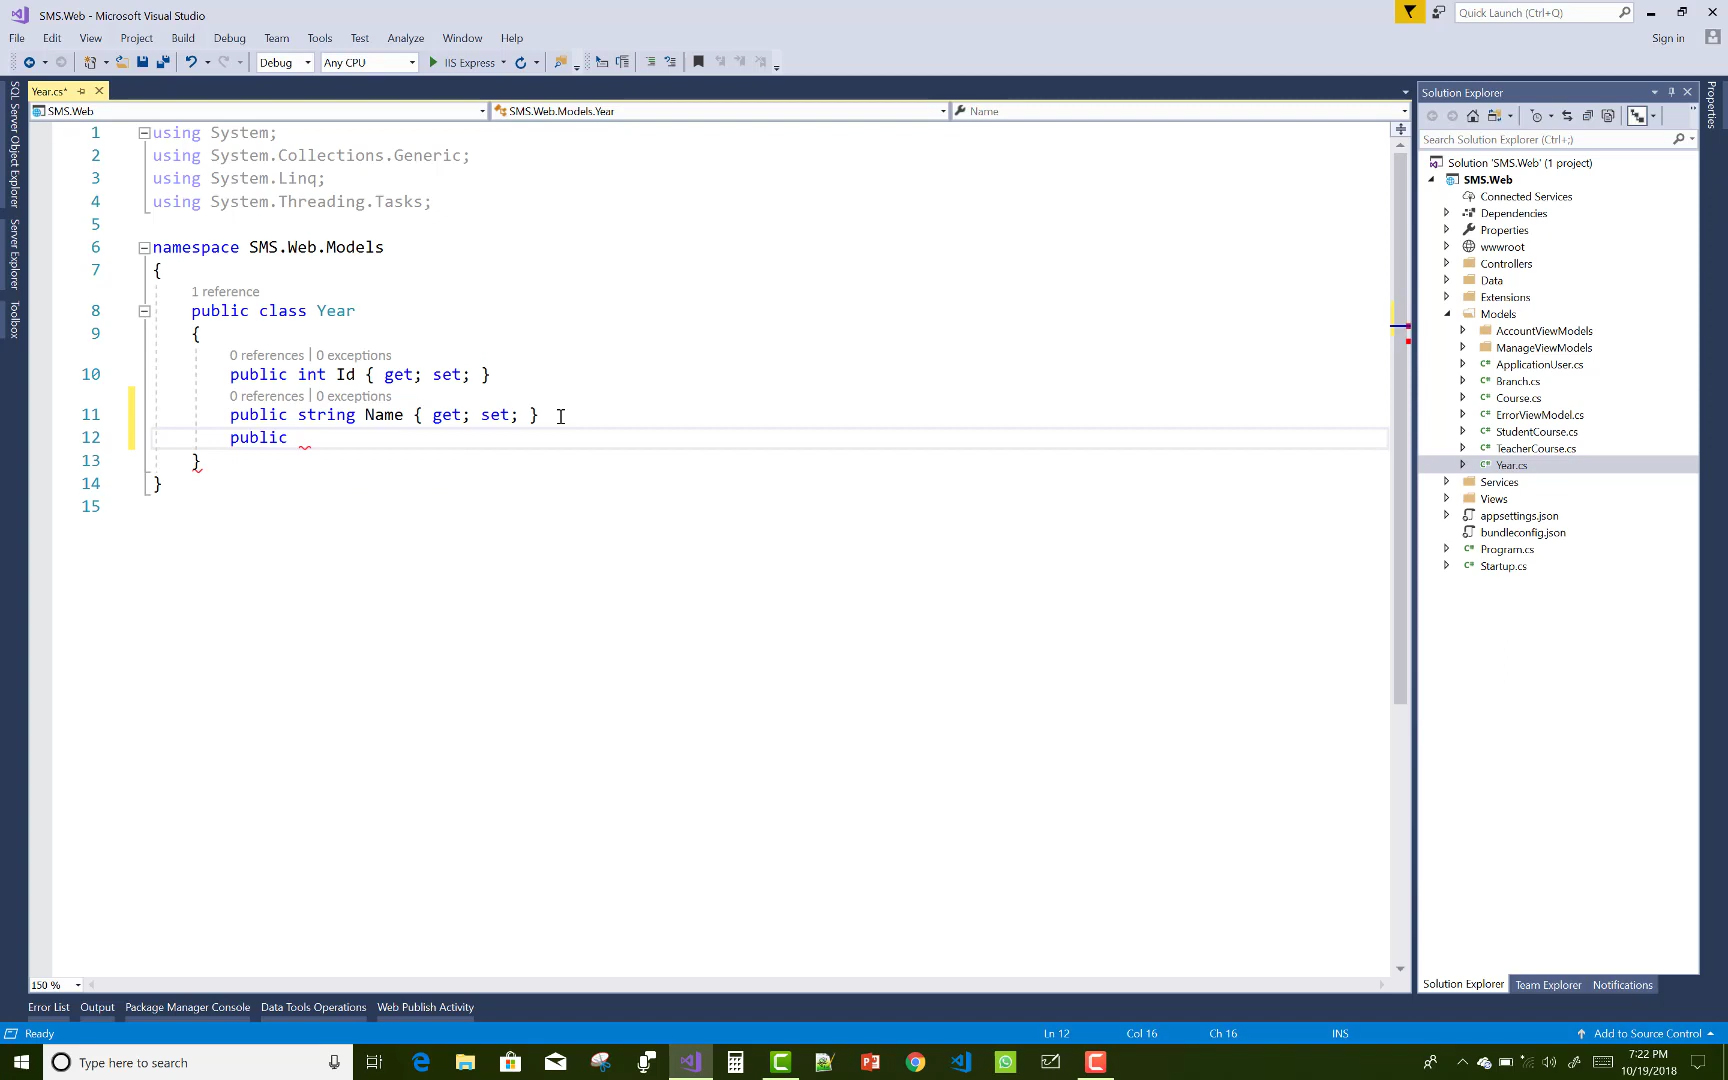 SMS.Web - Microsoft Visual Studio
Quick Launch (Ctrl+Q)
File Edit View Project Build Debug Team Tools Test Analyze Window Help
Sign in
Debug Any CPU IIS Express
Year.cs*
SMS.Web SMS.Web.Models.Year Name
SQL Server Object Explorer
Server Explorer
Toolbox
1 using System;
2 using System.Collections.Generic;
3 using System.Linq;
4 using System.Threading.Tasks;
5
6 namespace SMS.Web.Models
7 {
1 reference
8 public class Year
9 {
0 references | 0 exceptions
10 public int Id { get; set; }
0 references | 0 exceptions
11 public string Name { get; set; }
12 public
13 }
14 }
15
150 %
Solution Explorer
Search Solution Explorer (Ctrl+;)
Solution 'SMS.Web' (1 project)
SMS.Web
Connected Services
Dependencies
Properties
wwwroot
Controllers
Data
Extensions
Models
AccountViewModels
ManageViewModels
ApplicationUser.cs
Branch.cs
Course.cs
ErrorViewModel.cs
StudentCourse.cs
TeacherCourse.cs
Year.cs
Services
Views
appsettings.json
bundleconfig.json
Program.cs
Startup.cs
Solution Explorer Team Explorer Notifications
Properties
Error List Output Package Manager Console Data Tools Operations Web Publish Activity
Ready Ln 12 Col 16 Ch 16 INS Add to Source Control
Type here to search
7:22 PM
10/19/2018